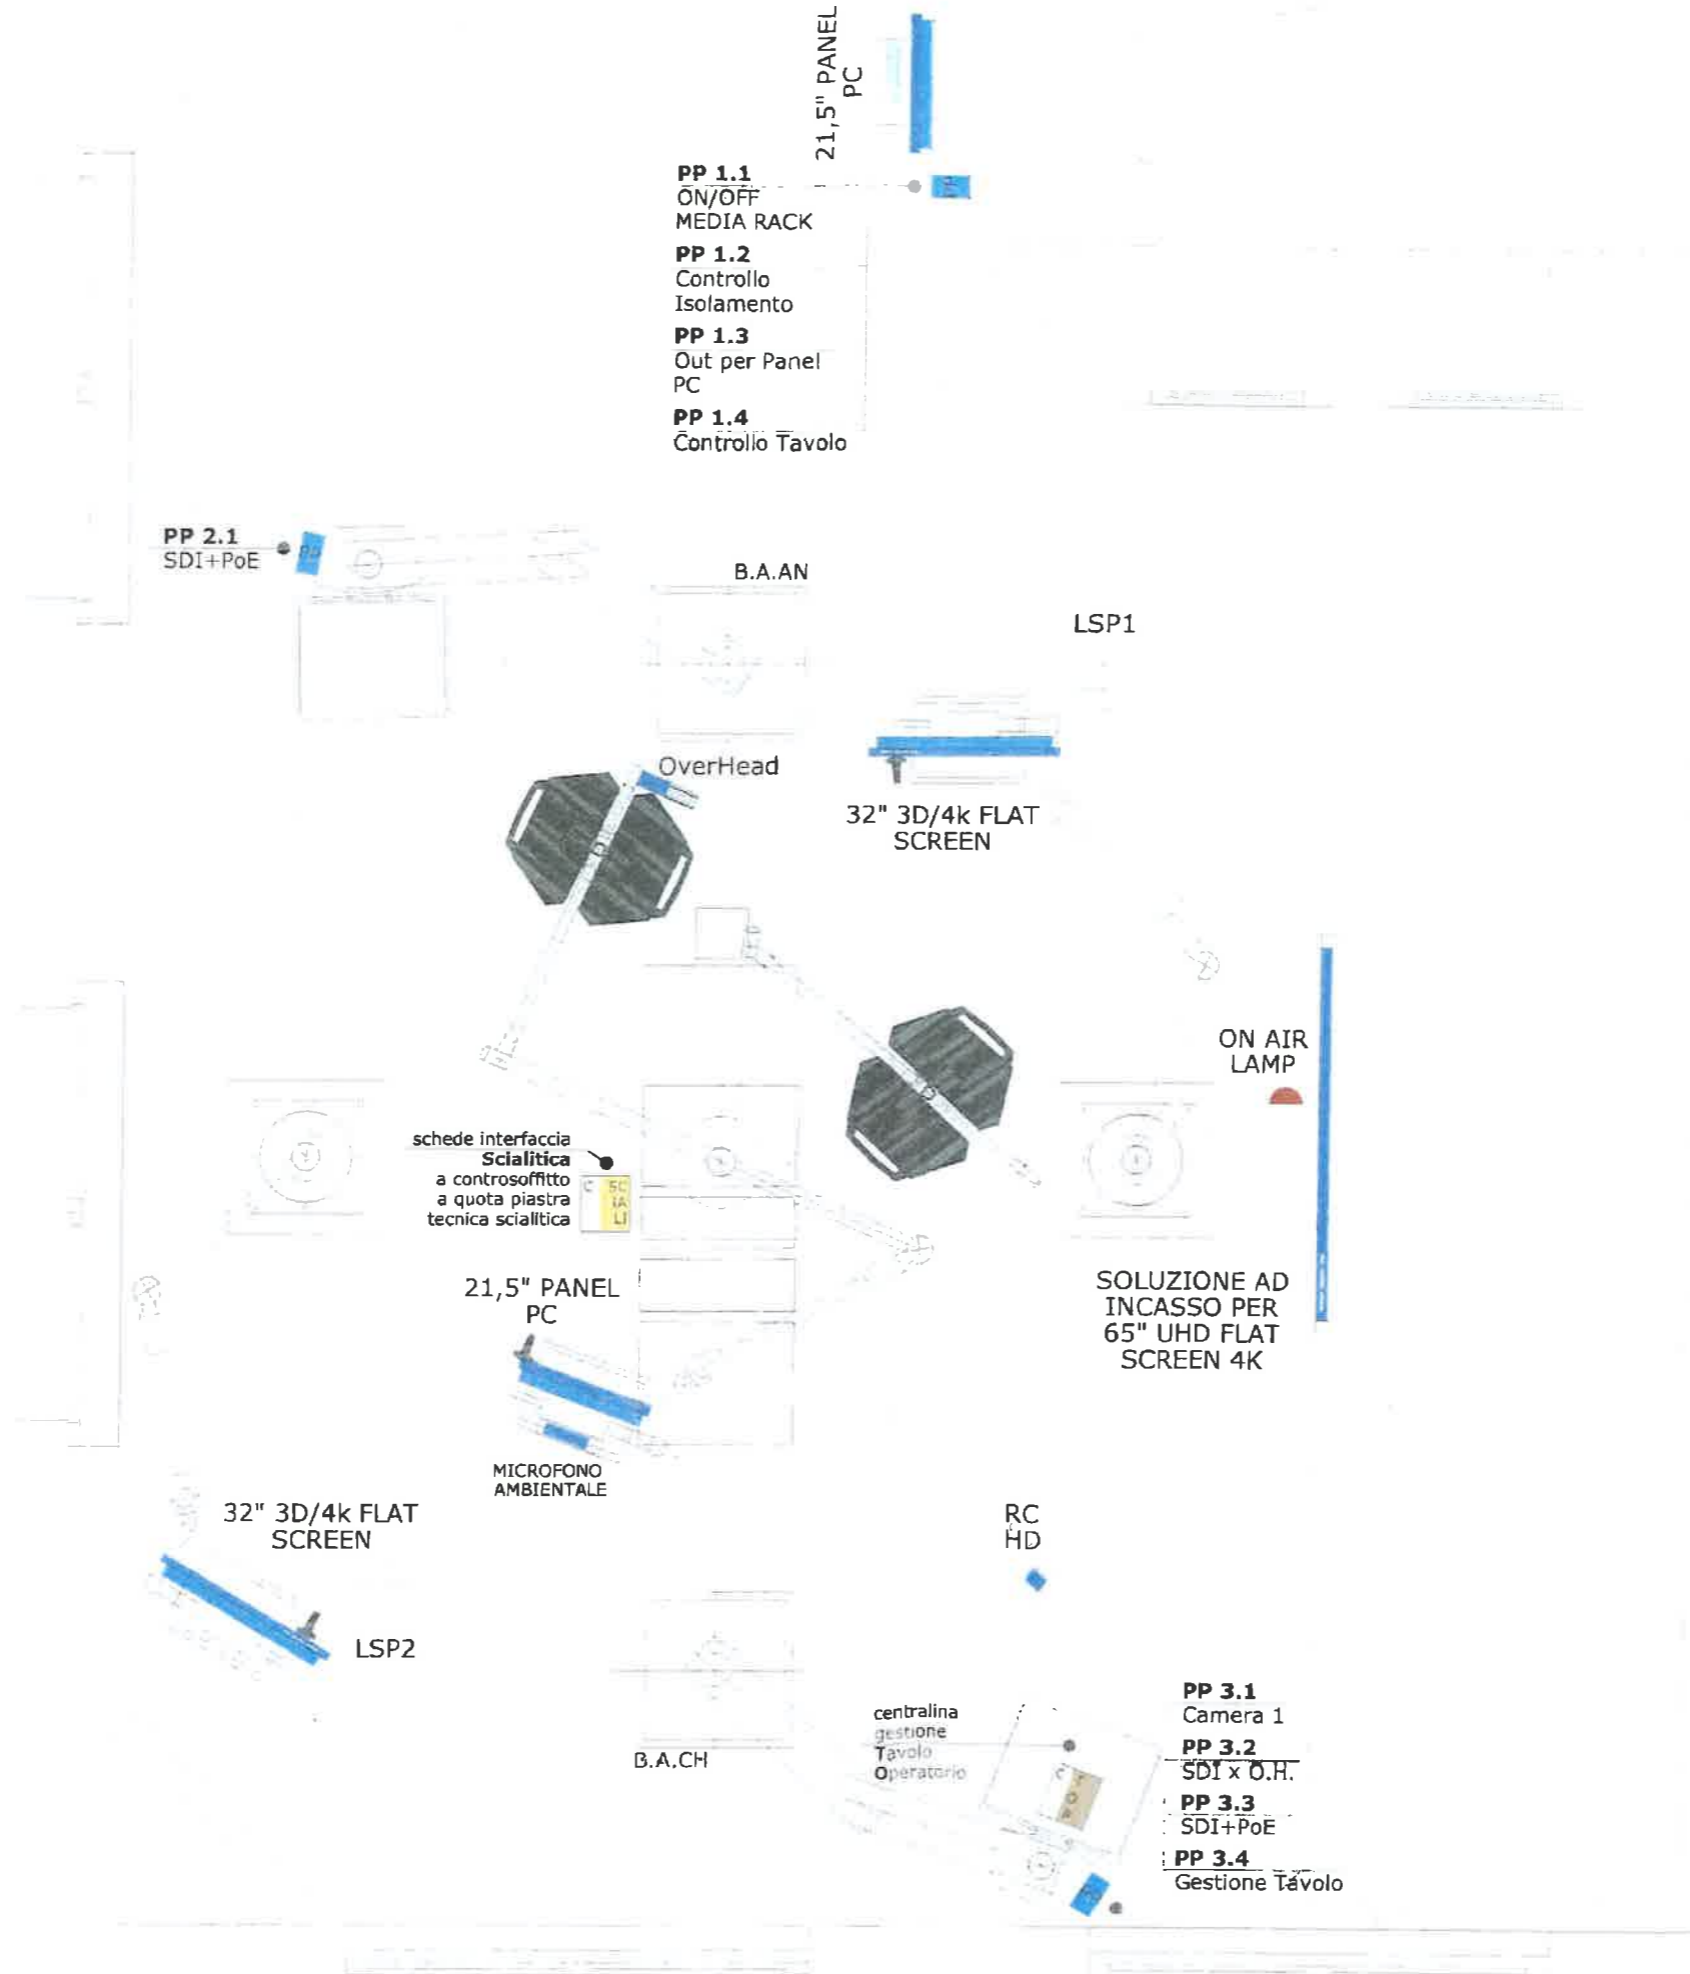 21,5" PANEL
PC
PP 1.1
ON/OFF
MEDIA RACK
PP 1.2
Controllo
Isolamento
PP 1.3
Out per Panel
PC
PP 1.4
Controllo Tavolo
PP 2.1
SDI+PoE
B.A.AN
LSP1
OverHead
32" 3D/4k FLAT
SCREEN
ON AIR
LAMP
schede interfaccia
Scialitica
a controsoffitto
a quota piastra
tecnica scialitica
C SC
IA
LI
21,5" PANEL
PC
SOLUZIONE AD
INCASSO PER
65" UHD FLAT
SCREEN 4K
MICROFONO
AMBIENTALE
32" 3D/4k FLAT
SCREEN
RC
HD
LSP2
B.A.CH
centralina
gestione
Tavolo
Operatorio
C
T
O
P
PP 3.1
Camera 1
PP 3.2
SDI x O.H.
PP 3.3
SDI+PoE
PP 3.4
Gestione Tavolo